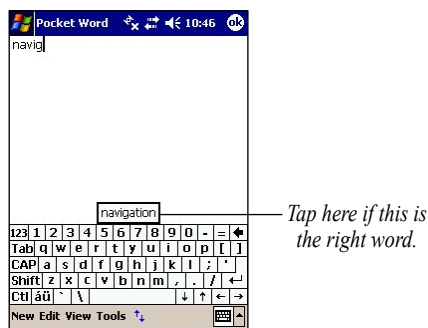 Pocket Word 10:46 ok
navig
navigation
Tap here if this is
the right word.
123 1 2 3 4 5 6 7 8 9 0 - =
Tab q w e r t y u i o p [ ]
CAP a s d f g h j k l ; '
Shift z x c v b n m , . / ↵
Ctl áü ` \ ↓ ↑ ← →
New Edit View Tools